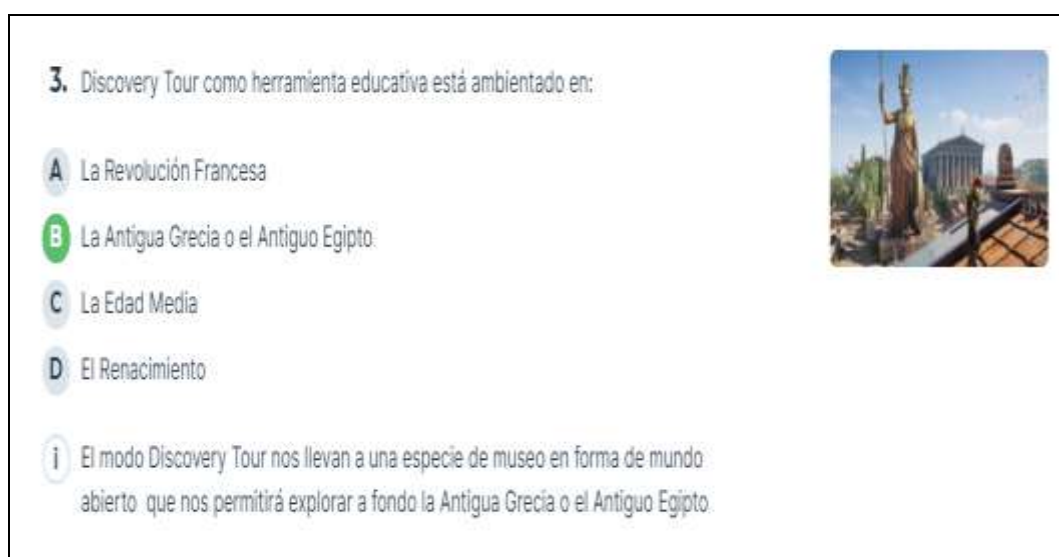 3. Discovery Tour como herramienta educativa está ambientado en:
A La Revolución Francesa
B La Antigua Grecia o el Antiguo Egipto
C La Edad Media
D El Renacimiento
i El modo Discovery Tour nos llevan a una especie de museo en forma de mundo
abierto que nos permitirá explorar a fondo la Antigua Grecia o el Antiguo Egipto